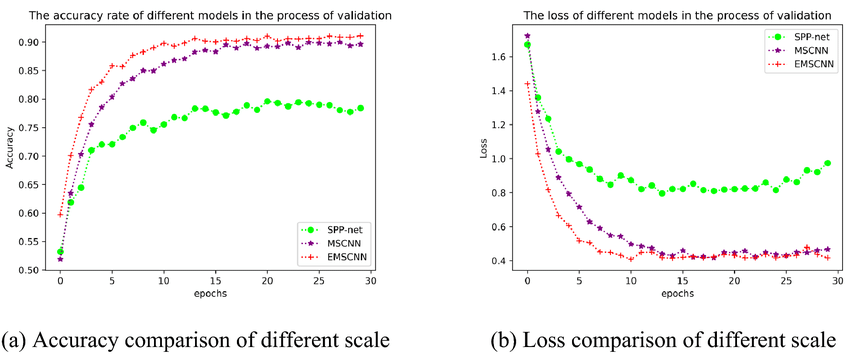 The accuracy rate of different models in the process of validation
0.90
0.85
0.80
0.75
0.70
0.65
0.60
0.55
0.50
Accuracy
SPP-net
MSCNN
EMSCNN
0 5 10 15 20 25 30
epochs
(a) Accuracy comparison of different scale
The loss of different models in the process of validation
1.6
1.4
1.2
1.0
0.8
0.6
0.4
Loss
SPP-net
MSCNN
EMSCNN
0 5 10 15 20 25 30
epochs
(b) Loss comparison of different scale